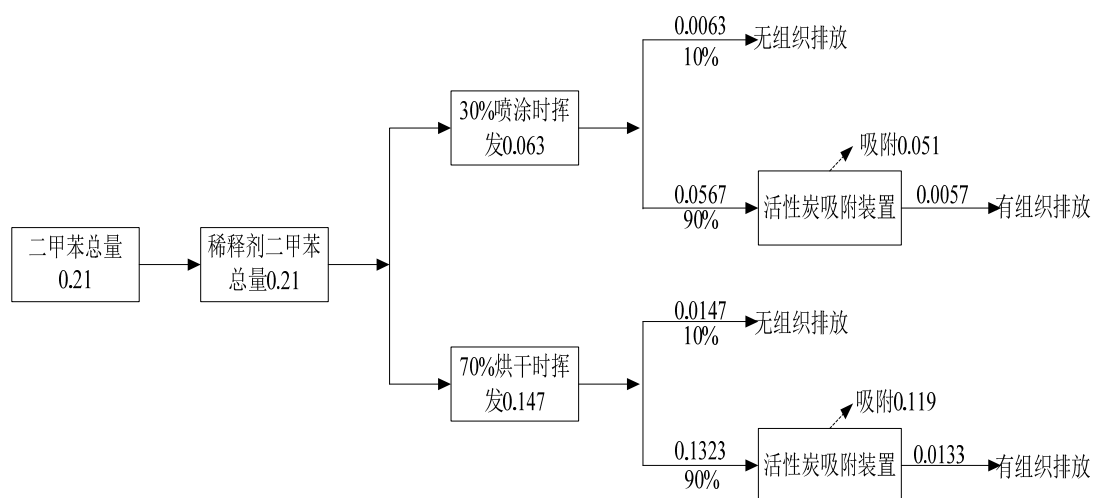 二甲苯总量
0.21
稀释剂二甲苯
总量0.21
30%喷涂时挥
发0.063
0.0063
10%
无组织排放
0.0567
90%
吸附0.051
活性炭吸附装置
0.0057
有组织排放
70%烘干时挥
发0.147
0.0147
10%
无组织排放
0.1323
90%
吸附0.119
活性炭吸附装置
0.0133
有组织排放